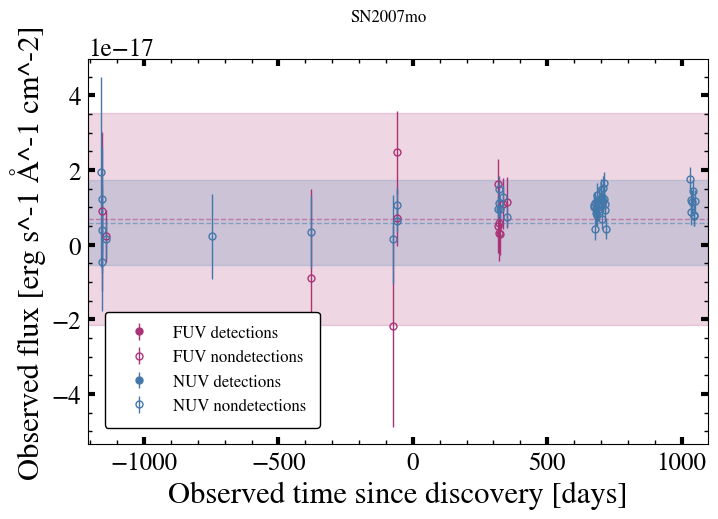 SN2007mo
1e−17
Observed flux [erg s^-1 Å^-1 cm^-2]
4
2
0
−2
−4
FUV detections
FUV nondetections
NUV detections
NUV nondetections
−1000 −500 0 500 1000
Observed time since discovery [days]